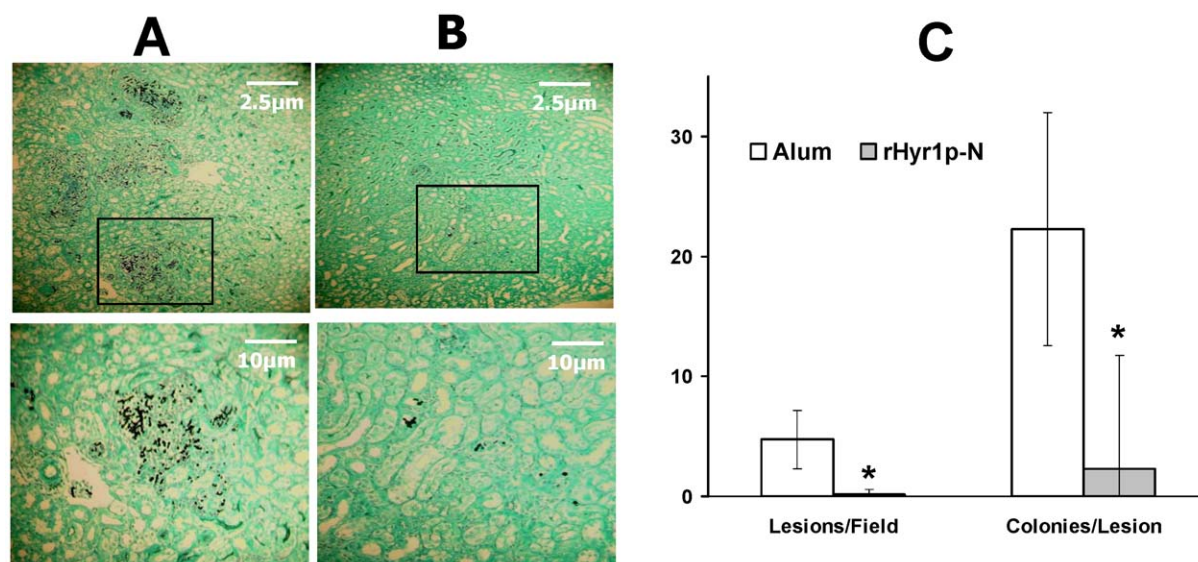 A
B
C
2.5µm
2.5µm
10µm
10µm
30
20
10
0
Alum
rHyr1p-N
*
*
Lesions/Field
Colonies/Lesion